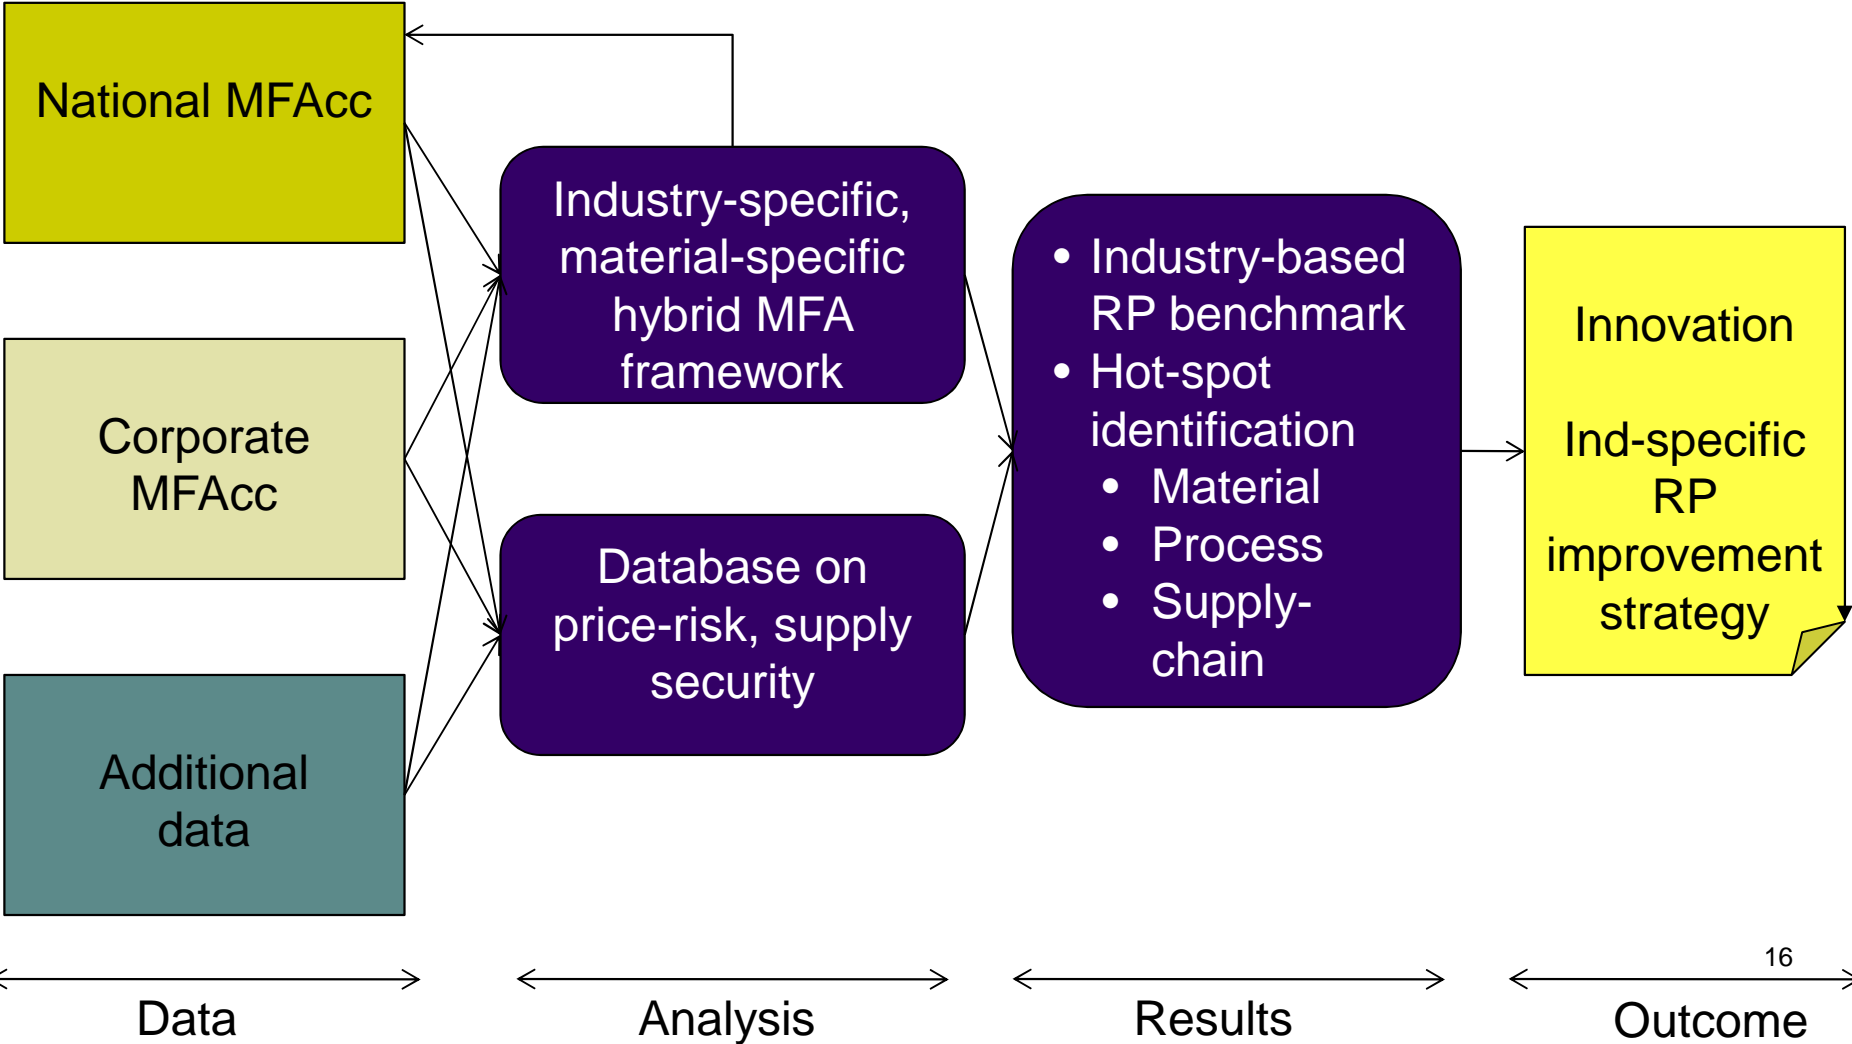 National MFAcc
Corporate
MFAcc
Additional
data
Industry-specific,
material-specific
hybrid MFA
framework
Database on
price-risk, supply
security
• Industry-based
RP benchmark
• Hot-spot
identification
• Material
• Process
• Supply-
chain
Innovation
Ind-specific
RP
improvement
strategy
16
Data
Analysis
Results
Outcome